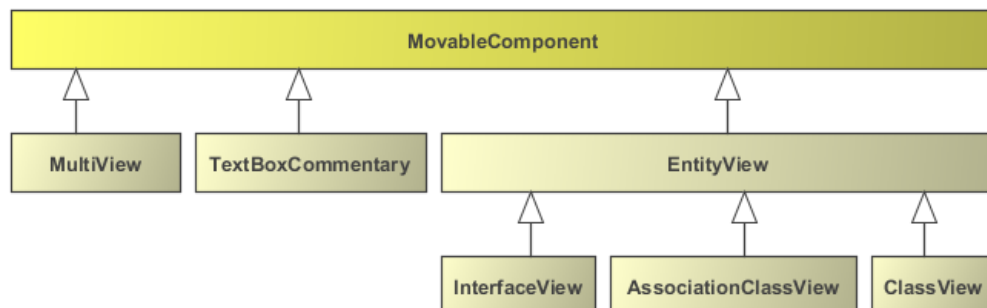 MovableComponent
MultiView
TextBoxCommentary
EntityView
InterfaceView
AssociationClassView
ClassView